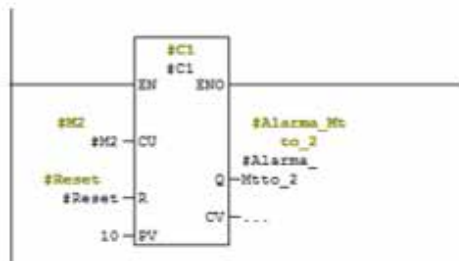 #C1
#C1
EN ENO
#M2
#M2 CU
#Alarma_Mt
to_2
#Alarma_
Q Mtto_2
#Reset
#Reset R
CV ...
10 PV